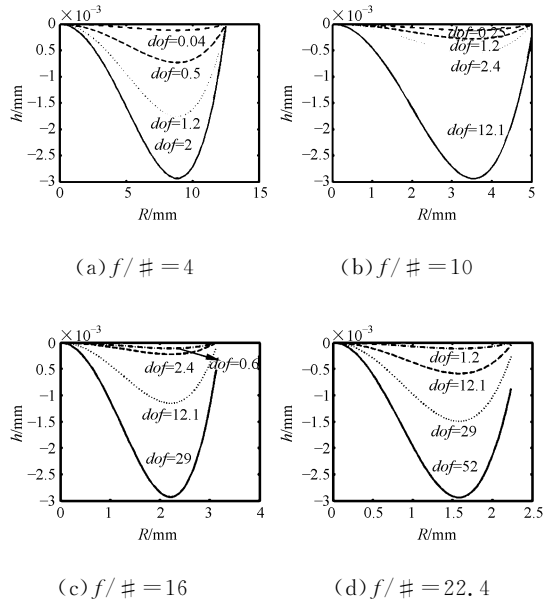 ×10⁻³
0
−0.5
−1
−1.5
−2
−2.5
−3
h/mm
dof=0.04
dof=0.5
dof=1.2
dof=2
0 5 10 15
R/mm
(a) f/♯=4
×10⁻³
0
−0.5
−1
−1.5
−2
−2.5
−3
h/mm
dof=0.25
dof=1.2
dof=2.4
dof=12.1
0 1 2 3 4 5
R/mm
(b) f/♯=10
×10⁻³
0
−0.5
−1
−1.5
−2
−2.5
−3
h/mm
dof=0.6
dof=2.4
dof=12.1
dof=29
0 1 2 3 4
R/mm
(c) f/♯=16
×10⁻³
0
−0.5
−1
−1.5
−2
−2.5
−3
h/mm
dof=1.2
dof=12.1
dof=29
dof=52
0 0.5 1 1.5 2 2.5
R/mm
(d) f/♯=22.4